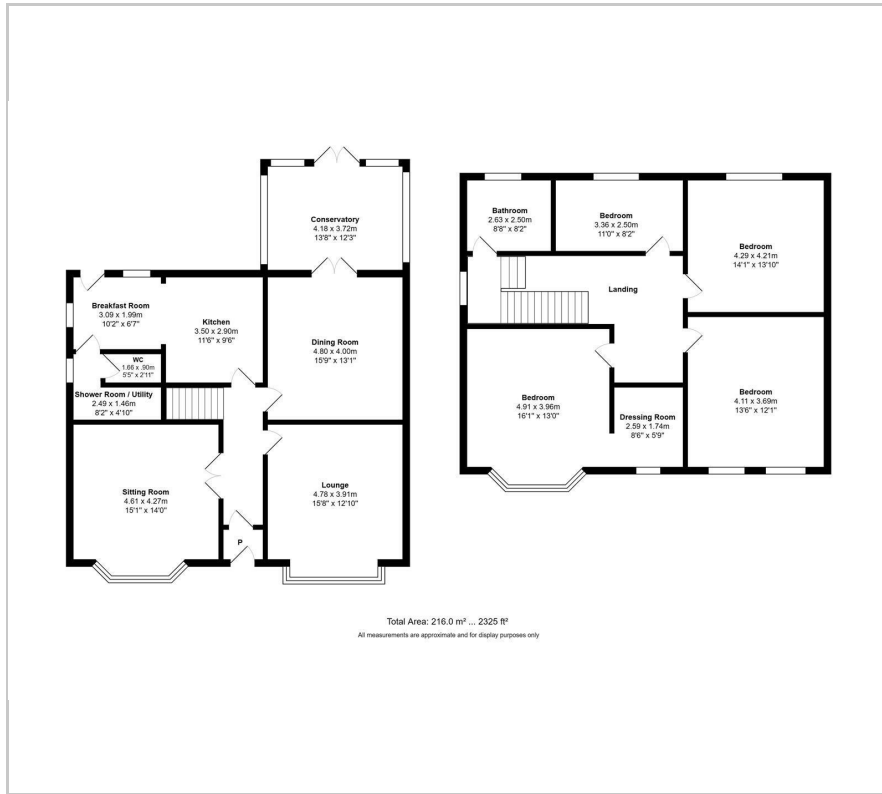 Conservatory
4.18 x 3.72m
13'8" x 12'3"
Breakfast Room
3.09 x 1.99m
10'2" x 6'7"
Kitchen
3.50 x 2.90m
11'6" x 9'6"
WC
1.66 x .90m
5'5" x 2'11"
Shower Room / Utility
2.49 x 1.46m
8'2" x 4'10"
Dining Room
4.80 x 4.00m
15'9" x 13'1"
Sitting Room
4.61 x 4.27m
15'1" x 14'0"
Lounge
4.78 x 3.91m
15'8" x 12'10"
P
Bathroom
2.63 x 2.50m
8'8" x 8'2"
Bedroom
3.36 x 2.50m
11'0" x 8'2"
Bedroom
4.29 x 4.21m
14'1" x 13'10"
Landing
Bedroom
4.91 x 3.96m
16'1" x 13'0"
Dressing Room
2.59 x 1.74m
8'6" x 5'9"
Bedroom
4.11 x 3.69m
13'6" x 12'1"
Total Area: 216.0 m² ... 2325 ft²
All measurements are approximate and for display purposes only